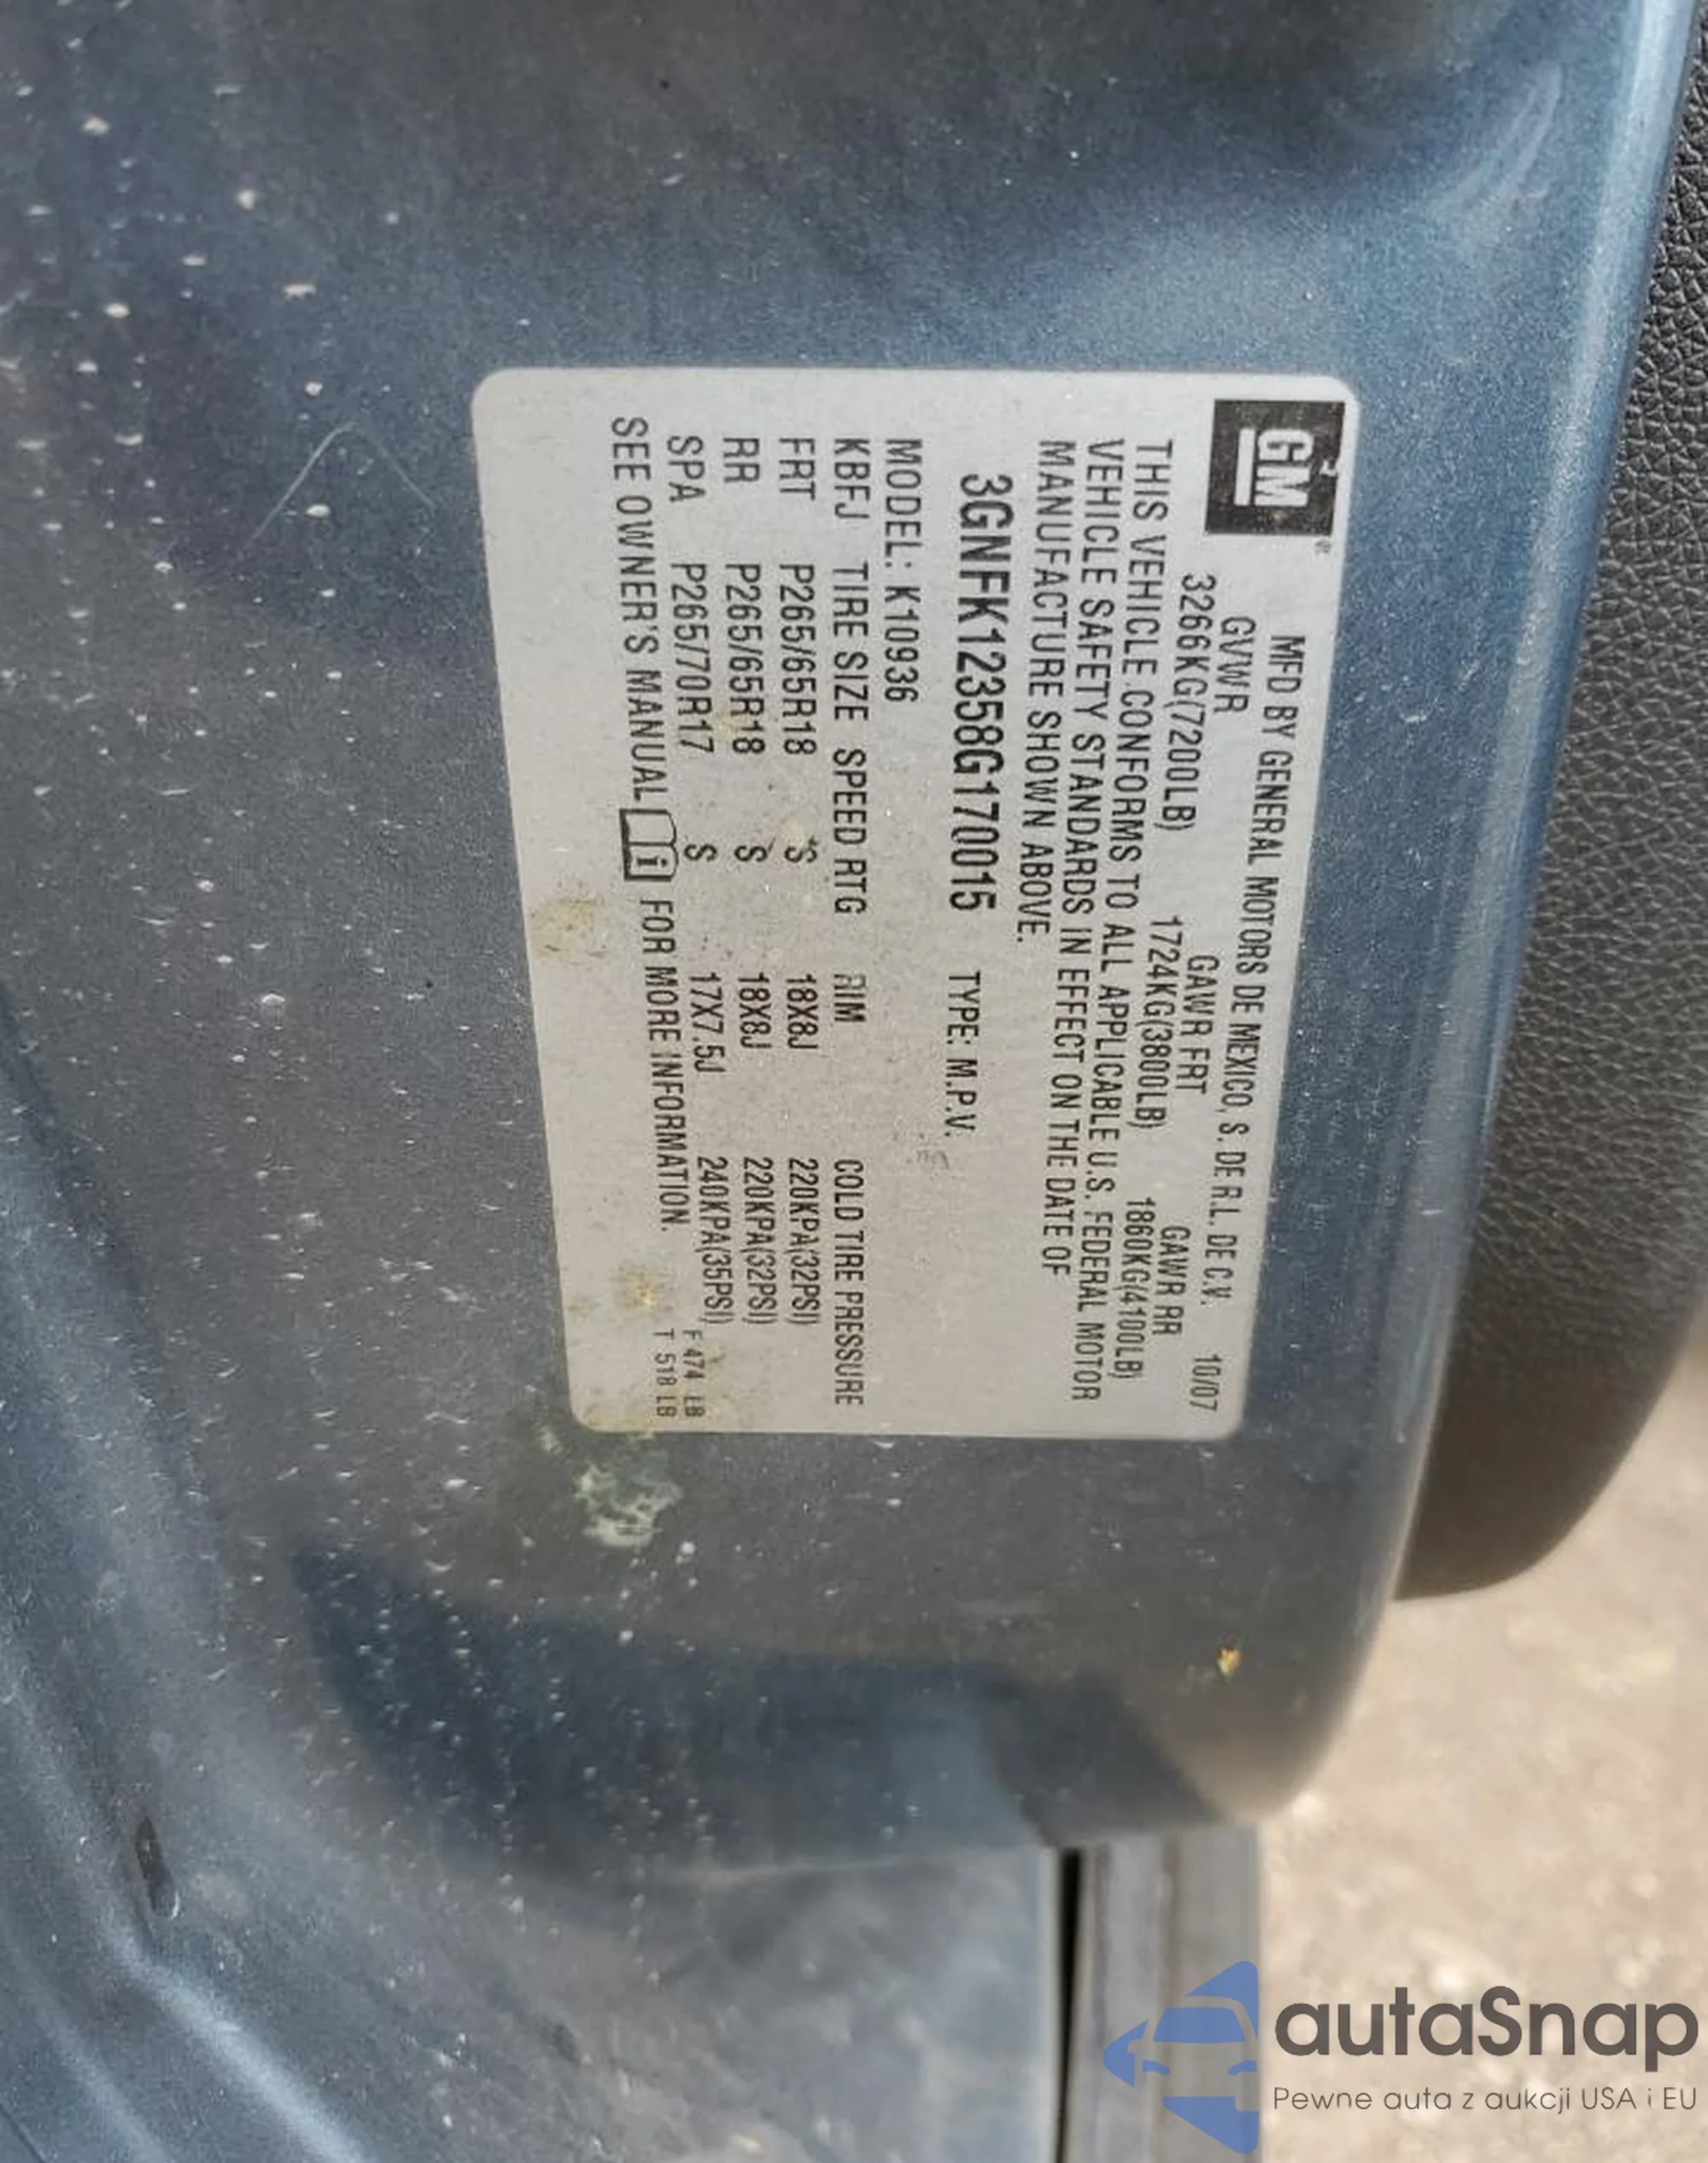 GM
MFD BY GENERAL MOTORS DE MEXICO, S. DE R.L. DE C.V. 10/07
GVWR GAWR FRT GAWR RR
3266KG(7200LB) 1724KG(3800LB) 1860KG(4100LB)
THIS VEHICLE CONFORMS TO ALL APPLICABLE U.S. FEDERAL MOTOR
VEHICLE SAFETY STANDARDS IN EFFECT ON THE DATE OF
MANUFACTURE SHOWN ABOVE.
3GNFK12358G170015 TYPE: M.P.V.
MODEL: K10936
KBFJ TIRE SIZE SPEED RTG RIM COLD TIRE PRESSURE
FRT P265/65R18 S 18X8J 220KPA(32PSI)
RR P265/65R18 S 18X8J 220KPA(32PSI)
SPA P265/70R17 S 17X7.5J 240KPA(35PSI)
SEE OWNER'S MANUAL i FOR MORE INFORMATION.
F 474 LB
T 518 LB
autaSnap
Pewne auta z aukcji USA i EU